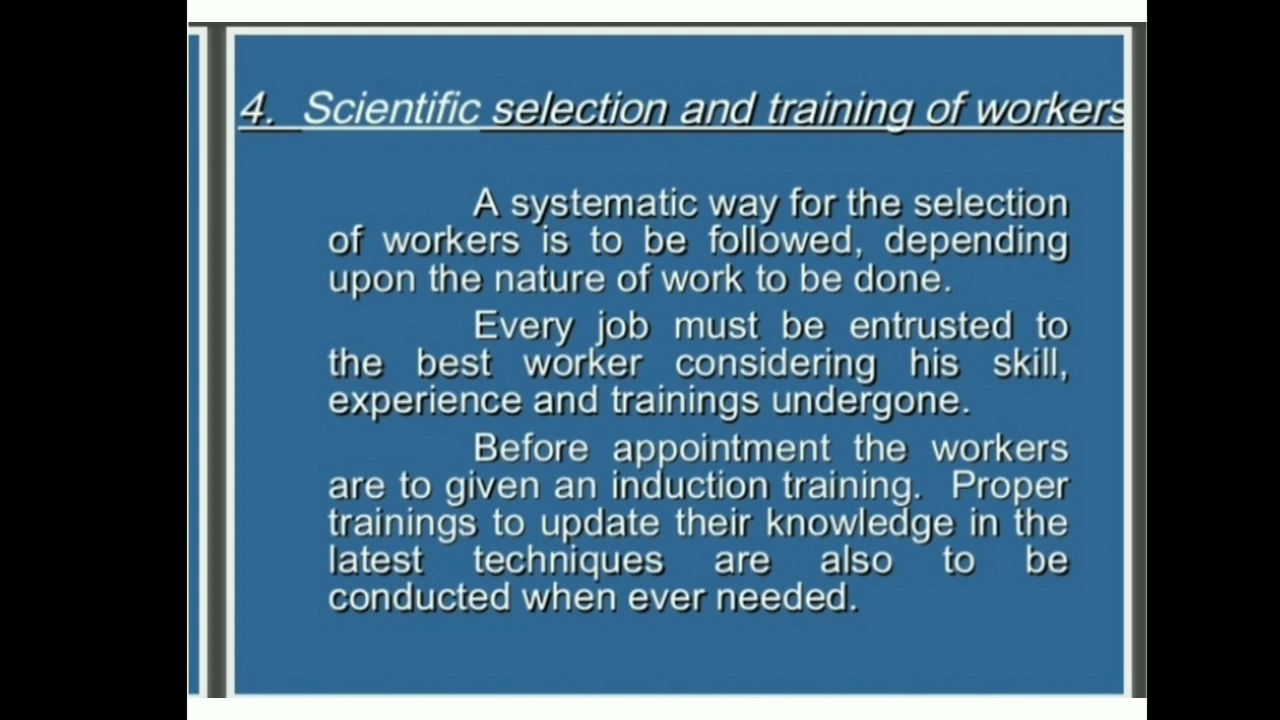 4. Scientific selection and training of workers
A systematic way for the selection
of workers is to be followed, depending
upon the nature of work to be done.
Every job must be entrusted to
the best worker considering his skill,
experience and trainings undergone.
Before appointment the workers
are to given an induction training. Proper
trainings to update their knowledge in the
latest techniques are also to be
conducted when ever needed.